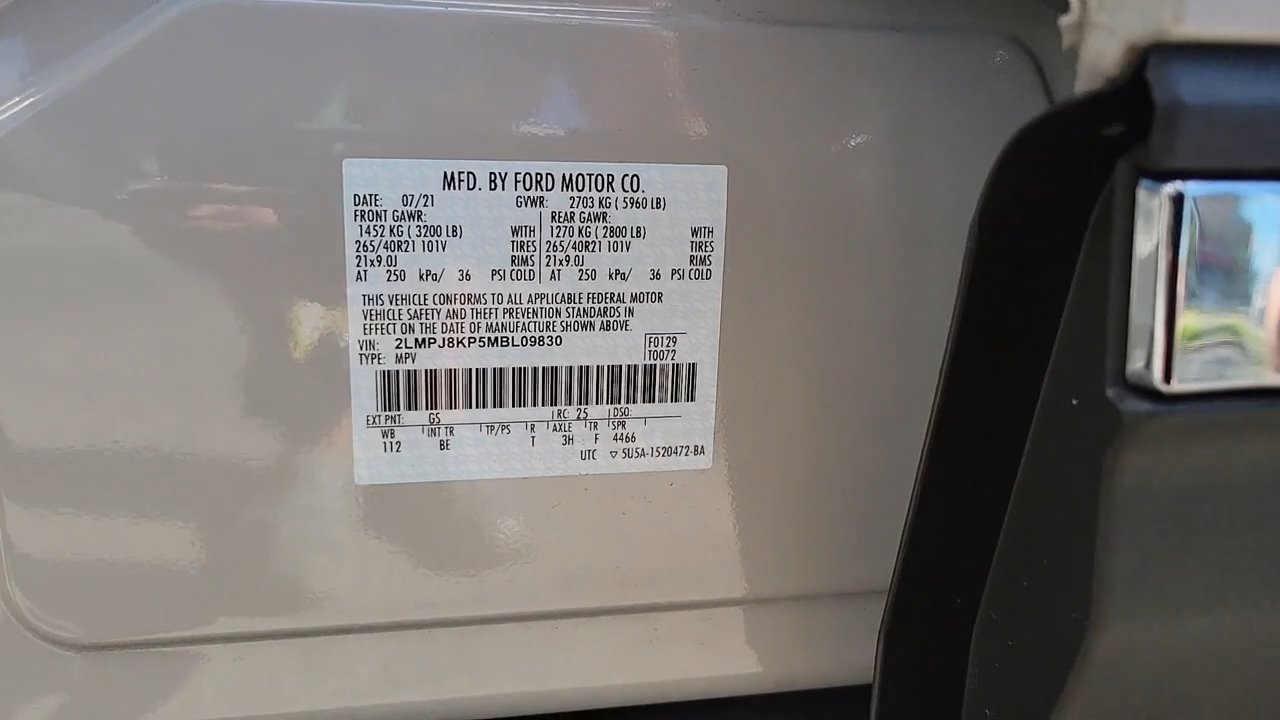 MFD. BY FORD MOTOR CO.
DATE: 07/21 GVWR: 2703 KG ( 5960 LB)
FRONT GAWR: REAR GAWR:
1452 KG ( 3200 LB) WITH 1270 KG ( 2800 LB) WITH
265/40R21 101V TIRES 265/40R21 101V TIRES
21x9.0J RIMS 21x9.0J RIMS
AT 250 kPa/ 36 PSI COLD AT 250 kPa/ 36 PSI COLD
THIS VEHICLE CONFORMS TO ALL APPLICABLE FEDERAL MOTOR
VEHICLE SAFETY AND THEFT PREVENTION STANDARDS IN
EFFECT ON THE DATE OF MANUFACTURE SHOWN ABOVE.
VIN: 2LMPJ8KP5MBL09830 F0129
TYPE: MPV T0072
EXT PNT: GS RC: 25 DSO:
WB INT TR TP/PS R AXLE TR SPR
112 BE T 3H F 4466
UTC ▽ 5U5A-1520472-BA